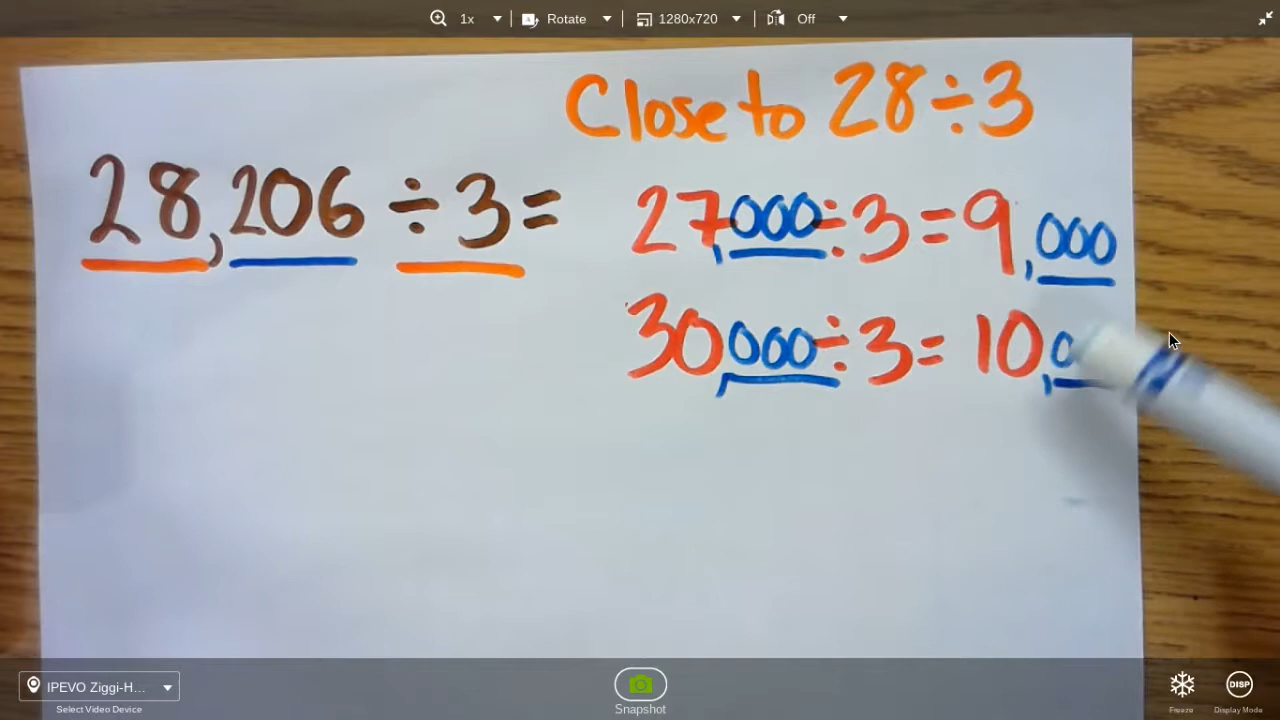 1x Rotate 1280x720 Off
Close to 28÷3
28,206 ÷ 3 =
27,000÷3=9,000
30,000÷3= 10,0
IPEVO Ziggi-H...
Select Video Device
Snapshot
Freeze
DISP
Display Mode